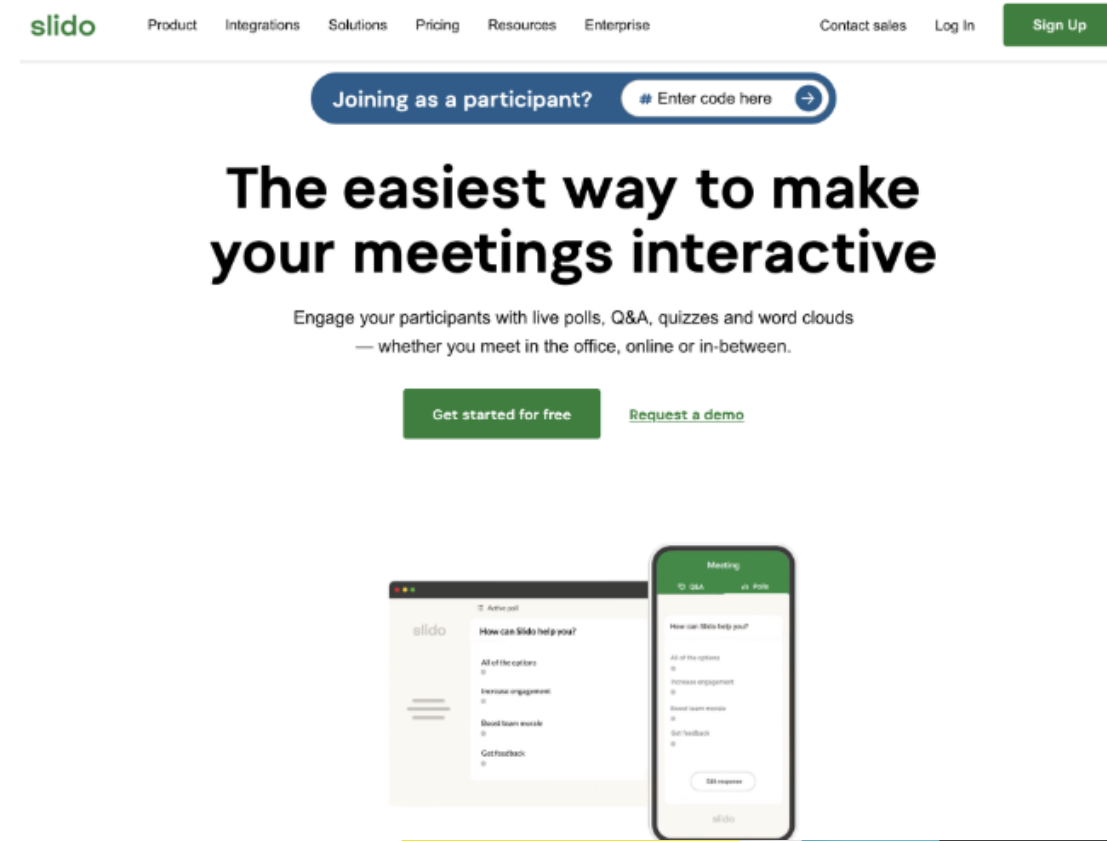 slido
Product Integrations Solutions Pricing Resources Enterprise Contact sales Log In Sign Up
Joining as a participant? # Enter code here
The easiest way to make
your meetings interactive
Engage your participants with live polls, Q&A, quizzes and word clouds
— whether you meet in the office, online or in-between.
Get started for free Request a demo
Active poll
slido
How can Slido help you?
All of the options
Increase engagement
Boost team morale
Get feedback
Meeting
Q&A Polls
How can Slido help you?
All of the options
Increase engagement
Boost team morale
Get feedback
Edit response
slido